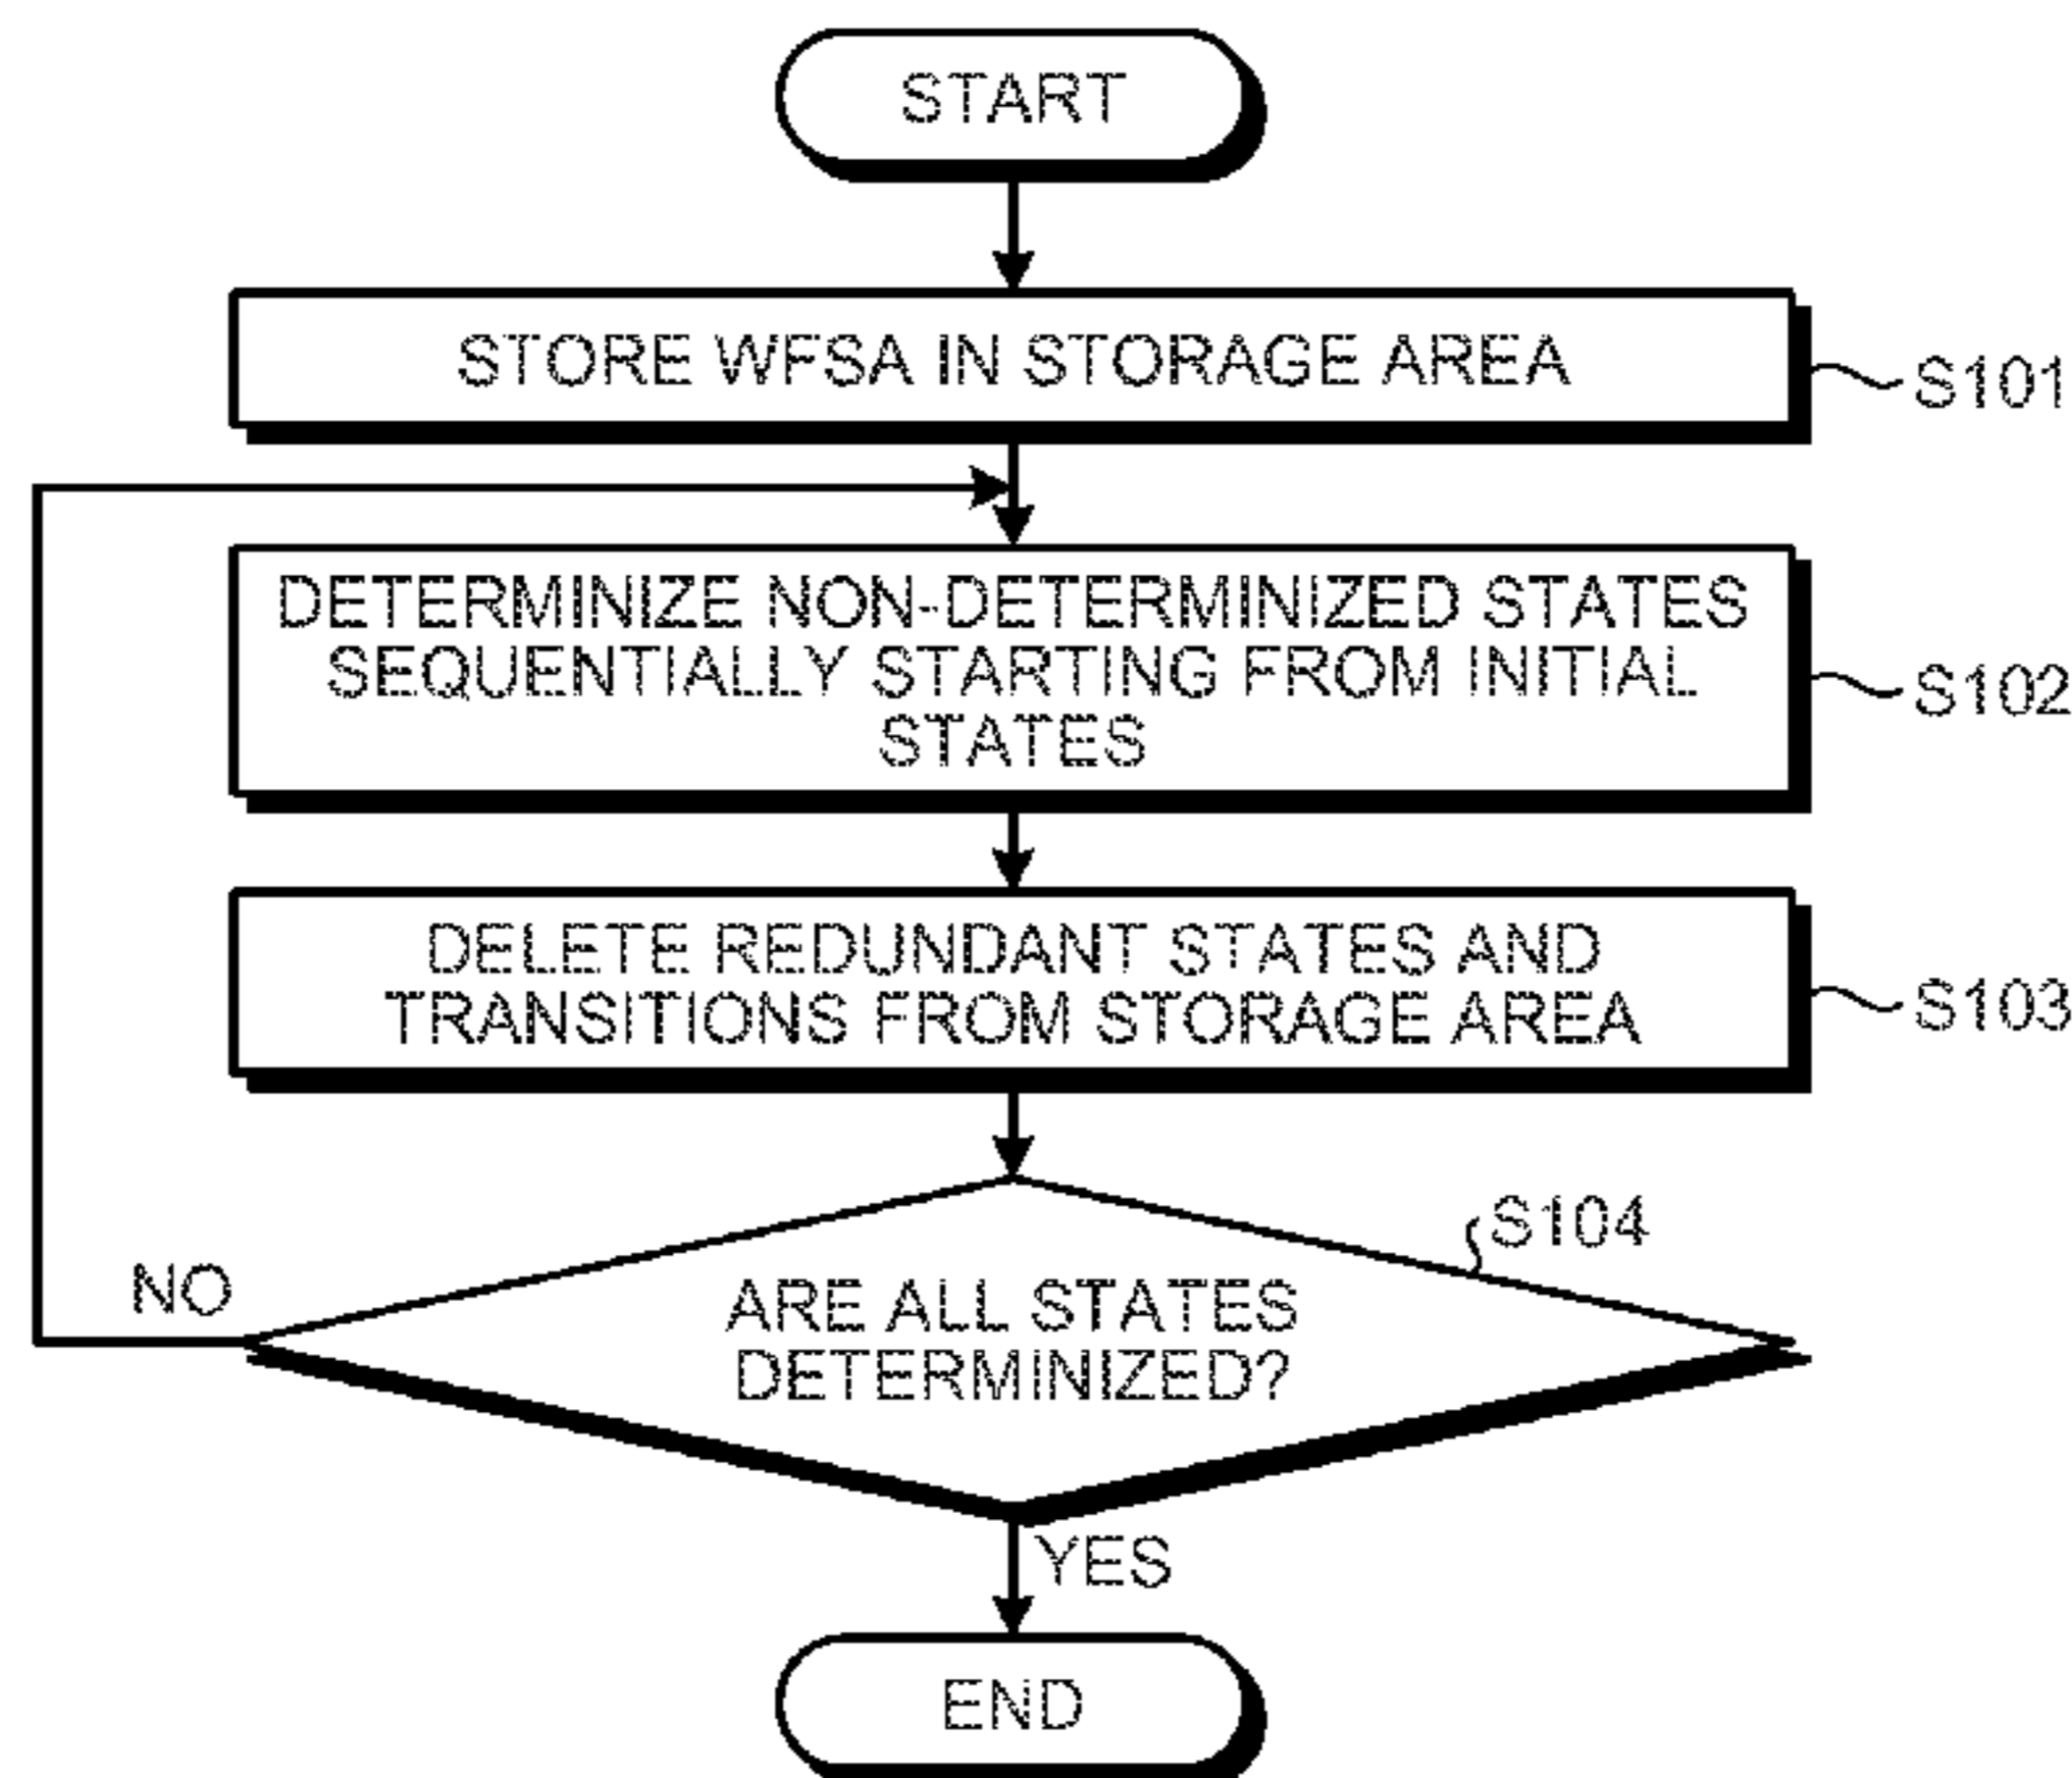 START
STORE WFSA IN STORAGE AREA
S101
DETERMINIZE NON-DETERMINIZED STATES
SEQUENTIALLY STARTING FROM INITIAL
STATES
S102
DELETE REDUNDANT STATES AND
TRANSITIONS FROM STORAGE AREA
S103
S104
NO
ARE ALL STATES
DETERMINIZED?
YES
END